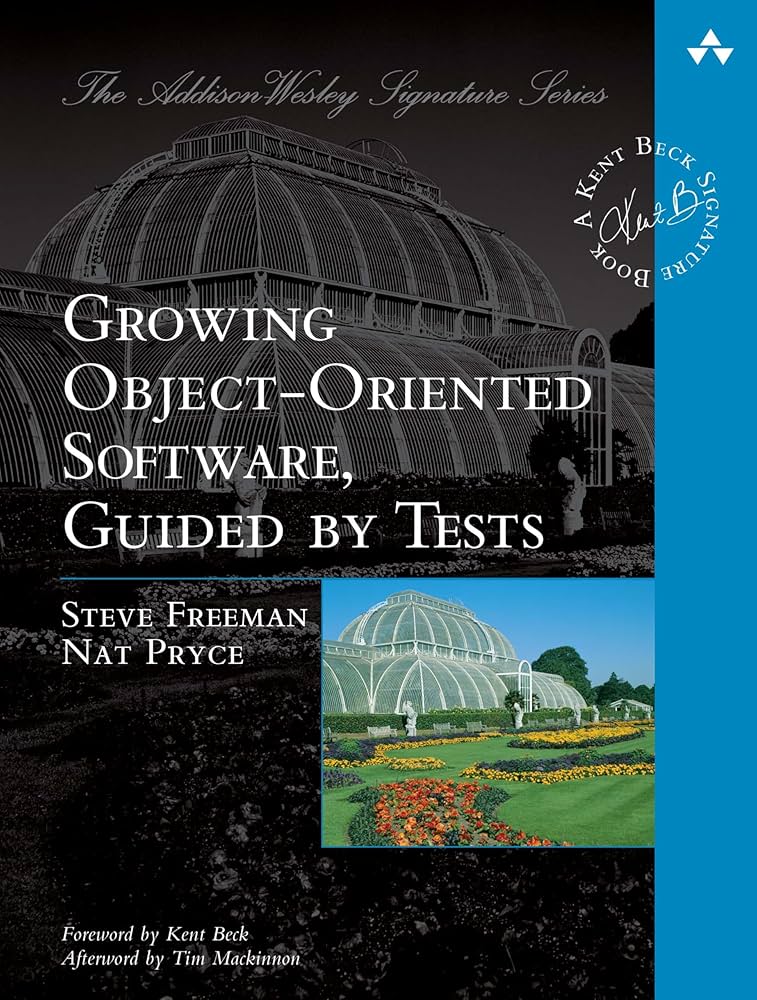 The Addison-Wesley Signature Series
A Kent Beck Signature Book
Kent B
Growing
Object-Oriented
Software,
Guided by Tests
Steve Freeman
Nat Pryce
Foreword by Kent Beck
Afterword by Tim Mackinnon